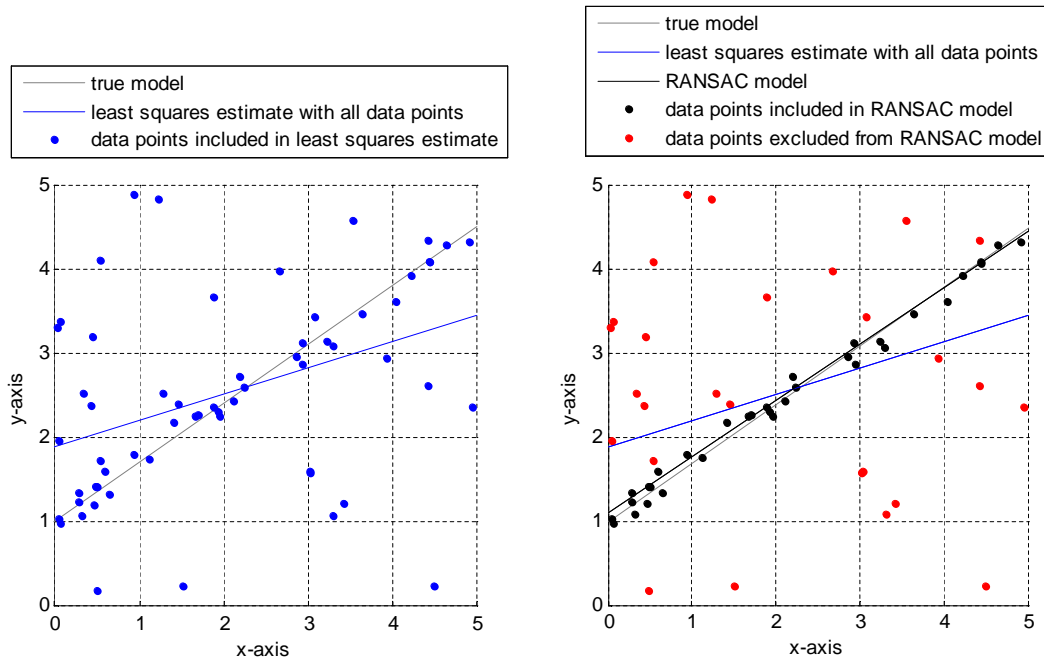 true model
least squares estimate with all data points
data points included in least squares estimate
5
4
3
2
1
0
y-axis
0 1 2 3 4 5
x-axis
true model
least squares estimate with all data points
RANSAC model
data points included in RANSAC model
data points excluded from RANSAC model
5
4
3
2
1
0
y-axis
0 1 2 3 4 5
x-axis